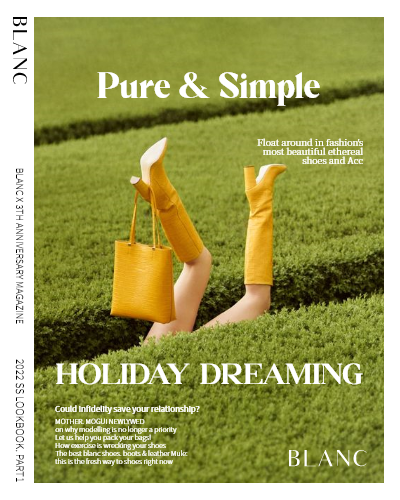 BLANC
BLANC X 3TH ANNIVERSARY MAGAZINE
2022 SS LOOKBOOK, PART 1
Pure & Simple
Float around in fashion's
most beautiful ethereal
shoes and Acc
HOLIDAY DREAMING
Could infidelity save your relationship?
MOTHER: MOGUI NEWLYWED
on why modelling is no longer a priority
Let us help you pack your bags!
How exercise is wrecking your shoes
The best blanc shoes. boots & leather Mukc
this is the fresh way to shoes right now
BLANC